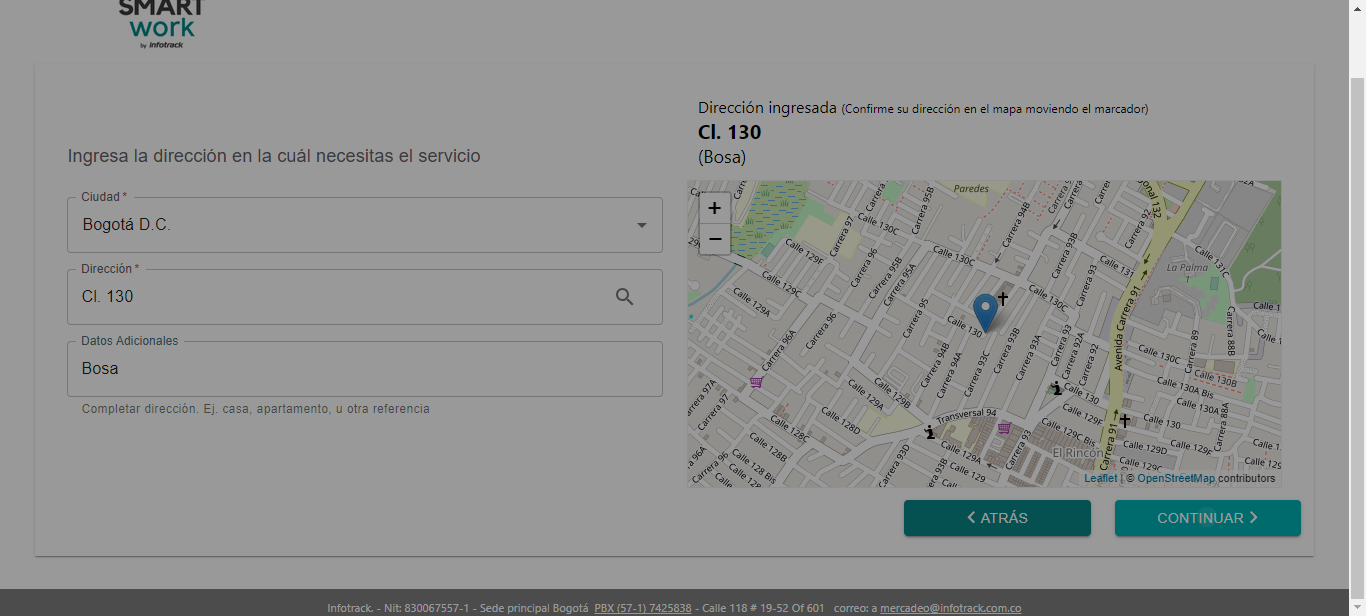 SMART
work
by infotrack
Ingresa la dirección en la cuál necesitas el servicio
Ciudad *
Bogotá D.C.
Dirección *
Cl. 130
Datos Adicionales
Bosa
Completar dirección. Ej. casa, apartamento, u otra referencia
Dirección ingresada (Confirme su dirección en el mapa moviendo el marcador)
Cl. 130
(Bosa)
+
−
Paredes
Carrera 95B
Carrera 97
Calle 130C
Carrera 94B
Carrera 93B
Carrera 92
Calle 129F
Carrera 96
Calle 130C
Calle 131
La Palma
1
Calle 131C
Calle 129C
Carrera 95B
Carrera 95A
Carrera 93
Calle 130C
Calle 129A
Carrera 96
Carrera 95
Calle 130
Carrera 93B
Carrera 93
Carrera 92A
Carrera 92
Avenida Carrera 91
Carrera 89
Carrera 88B
Carrera 96A
Carrera 94B
Carrera 94A
Carrera 93C
Carrera 93A
Calle 130C
Calle 130B
Calle 130A Bis
Calle 130A
Carrera 88A
Carrera 97A
Carrera 97
Calle 129A
Calle 129B
Calle 130
Calle 129F
Transversal 94
Calle 128D
Calle 128C
Calle 129C Bis
Calle 130
Calle 129F
Calle 129D
Carrera 93
El Rincón
Carrera 91
Carrera 93D
Carrera 93B
Calle 129A
Calle 129
Calle 128 Bis
Calle 128B
Carrera 96
Leaflet | © OpenStreetMap contributors
ATRÁS
CONTINUAR
Infotrack. - Nit: 830067557-1 - Sede principal Bogotá PBX (57-1) 7425838 - Calle 118 # 19-52 Of 601 correo: a mercadeo@infotrack.com.co